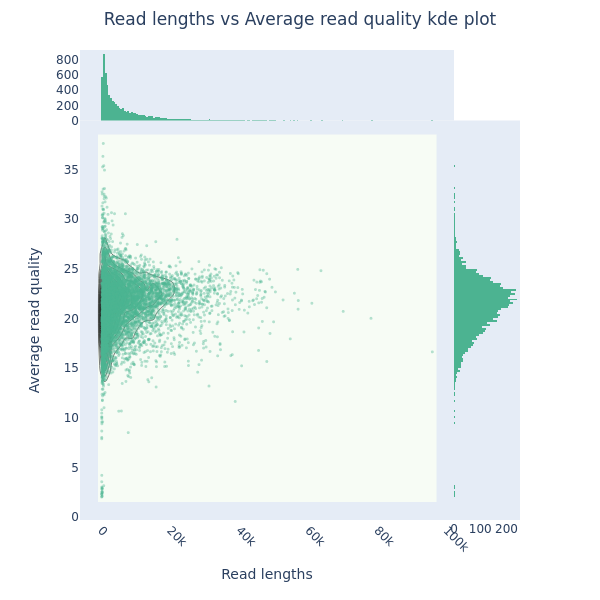 Read lengths vs Average read quality kde plot
800
600
400
200
0
35
30
25
20
15
10
5
0
Average read quality
0
20k
40k
60k
80k
100k
0
100
200
Read lengths